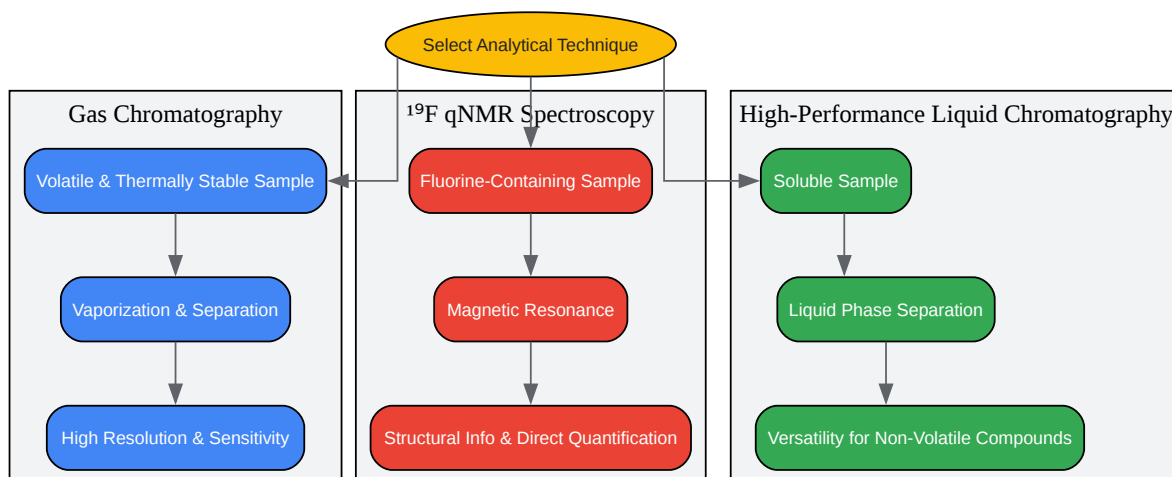 Select Analytical Technique
Gas Chromatography
Volatile & Thermally Stable Sample
Vaporization & Separation
High Resolution & Sensitivity
¹⁹F qNMR Spectroscopy
Fluorine-Containing Sample
Magnetic Resonance
Structural Info & Direct Quantification
High-Performance Liquid Chromatography
Soluble Sample
Liquid Phase Separation
Versatility for Non-Volatile Compounds